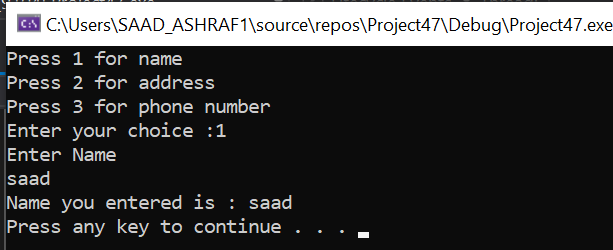 C:\Users\SAAD_ASHRAF1\source\repos\Project47\Debug\Project47.exe
Press 1 for name
Press 2 for address
Press 3 for phone number
Enter your choice :1
Enter Name
saad
Name you entered is : saad
Press any key to continue . . .